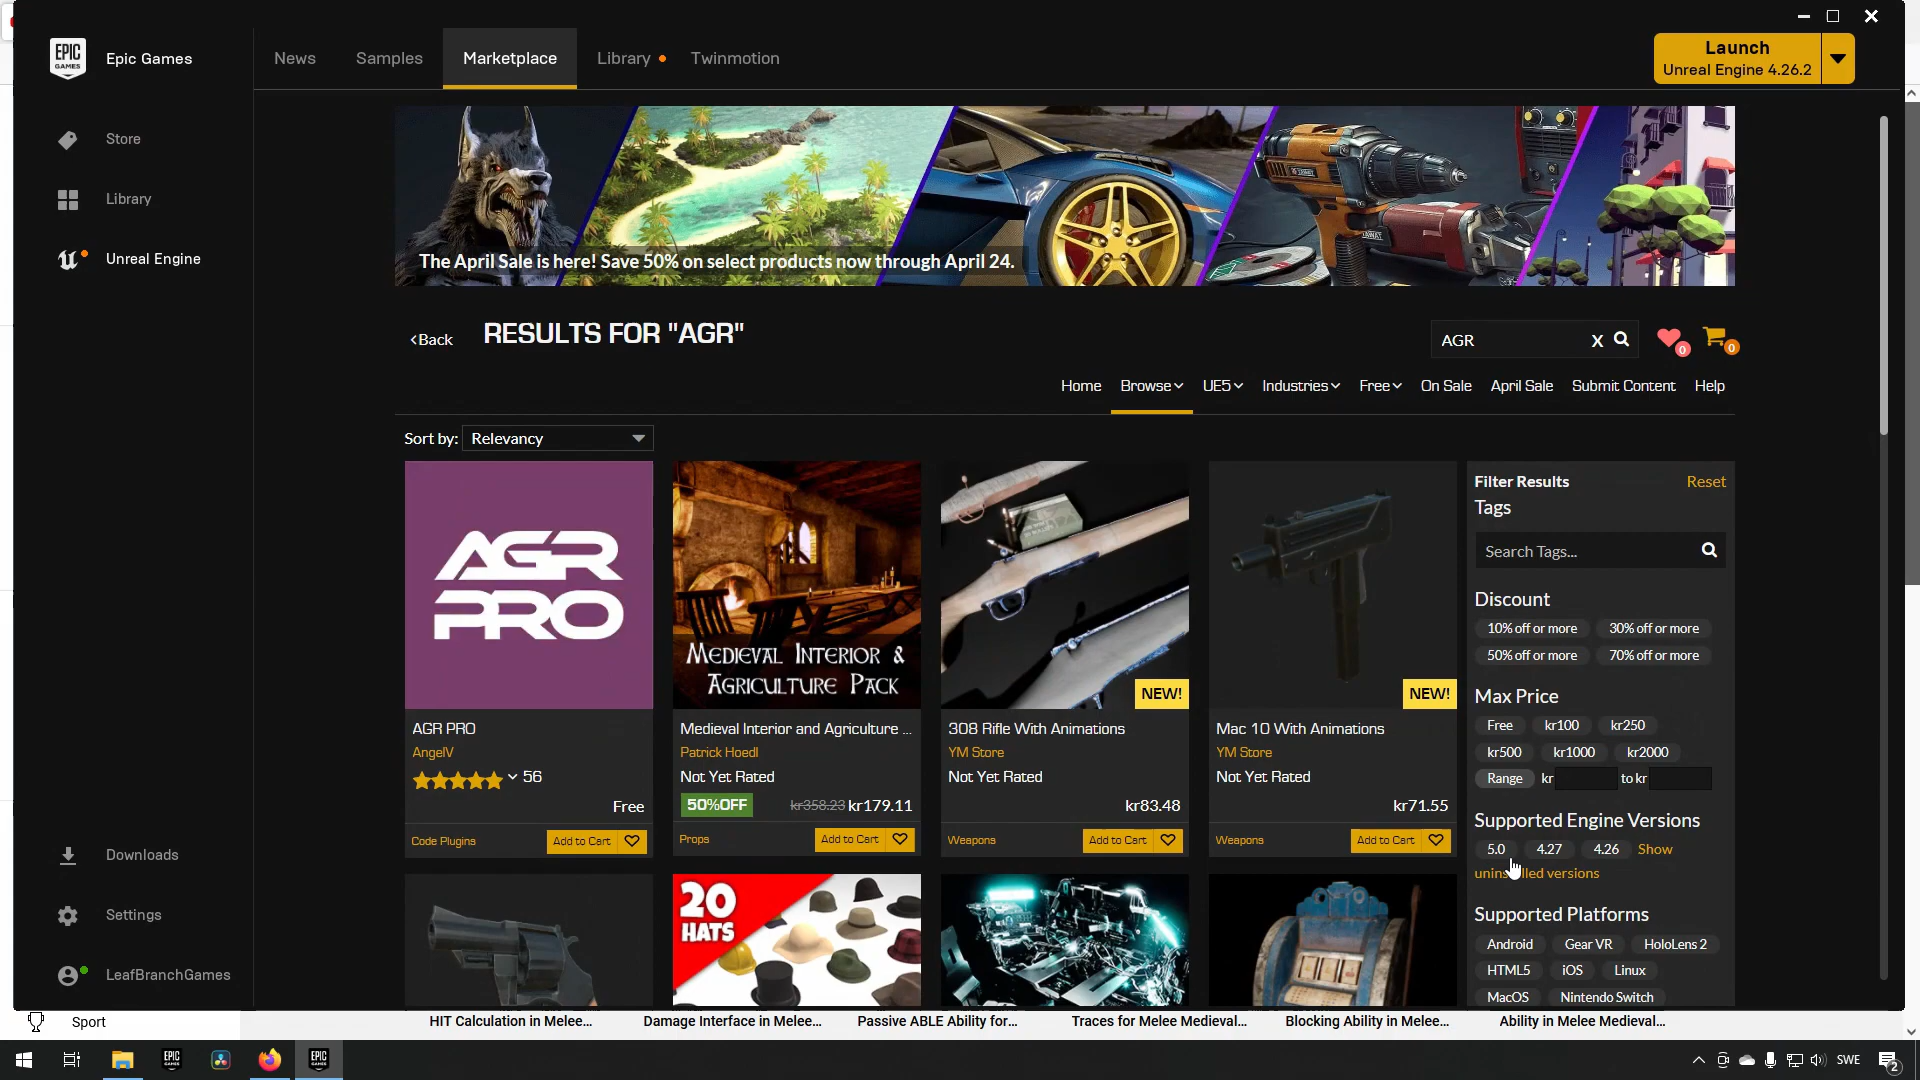 EPIC GAMES
Epic Games
News
Samples
Marketplace
Library
Twinmotion
Launch
Unreal Engine 4.26.2
Store
Library
Unreal Engine
The April Sale is here! Save 50% on select products now through April 24.
Back
RESULTS FOR "AGR"
AGR
X
0
0
Home
Browse
UE5
Industries
Free
On Sale
April Sale
Submit Content
Help
Sort by:
Relevancy
AGR
PRO
AGR PRO
AngelV
56
Free
Code Plugins
Add to Cart
MEDIEVAL INTERIOR &
AGRICULTURE PACK
Medieval Interior and Agriculture ...
Patrick Hoedl
Not Yet Rated
50%OFF
kr358.23 kr179.11
Props
Add to Cart
NEW!
308 Rifle With Animations
YM Store
Not Yet Rated
kr83.48
Weapons
Add to Cart
NEW!
Mac 10 With Animations
YM Store
Not Yet Rated
kr71.55
Weapons
Add to Cart
20
HATS
Filter Results
Reset
Tags
Search Tags...
Discount
10% off or more
30% off or more
50% off or more
70% off or more
Max Price
Free
kr100
kr250
kr500
kr1000
kr2000
Range
kr
to kr
Supported Engine Versions
5.0
4.27
4.26
Show
versions
Supported Platforms
Android
Gear VR
HoloLens 2
HTML5
iOS
Linux
MacOS
Nintendo Switch
Downloads
Settings
LeafBranchGames
Sport
HIT Calculation in Melee...
Damage Interface in Melee...
Passive ABLE Ability for...
Traces for Melee Medieval...
Blocking Ability in Melee...
Ability in Melee Medieval...
EPIC GAMES
EPIC GAMES
SWE
2